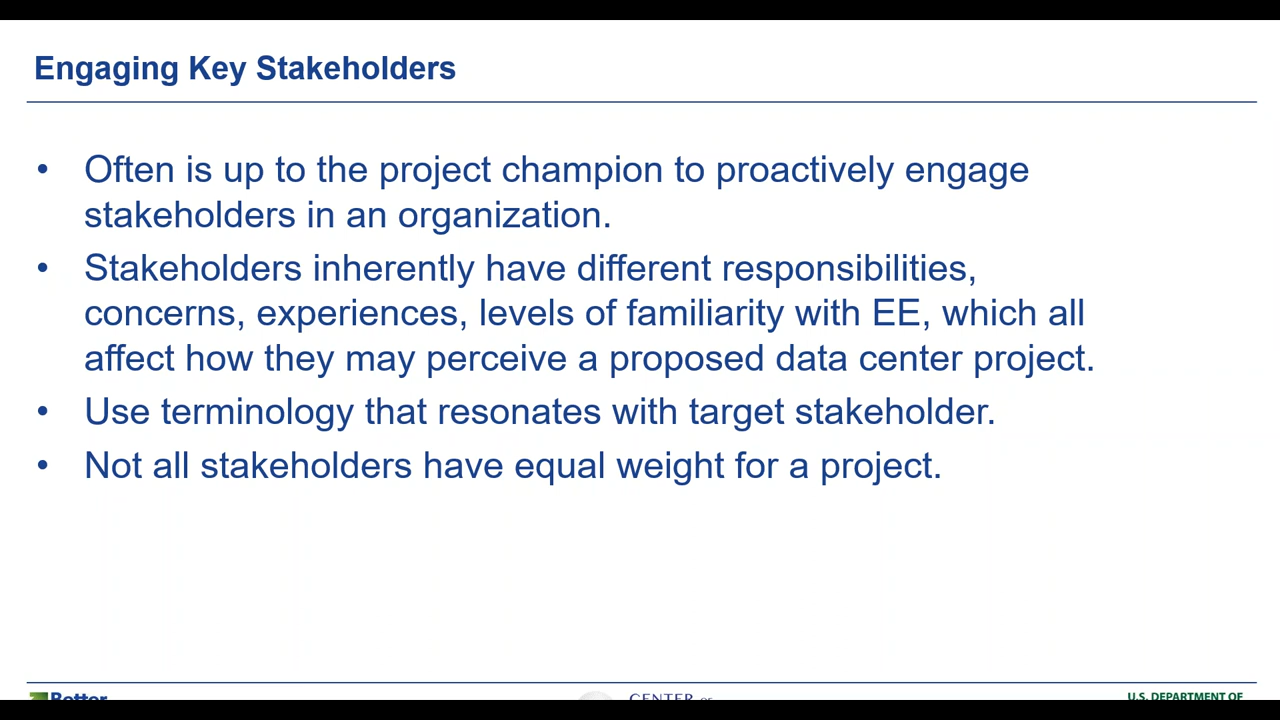 Engaging Key Stakeholders
• Often is up to the project champion to proactively engage
stakeholders in an organization.
• Stakeholders inherently have different responsibilities,
concerns, experiences, levels of familiarity with EE, which all
affect how they may perceive a proposed data center project.
• Use terminology that resonates with target stakeholder.
• Not all stakeholders have equal weight for a project.
Better
CENTER OF
U.S. DEPARTMENT OF